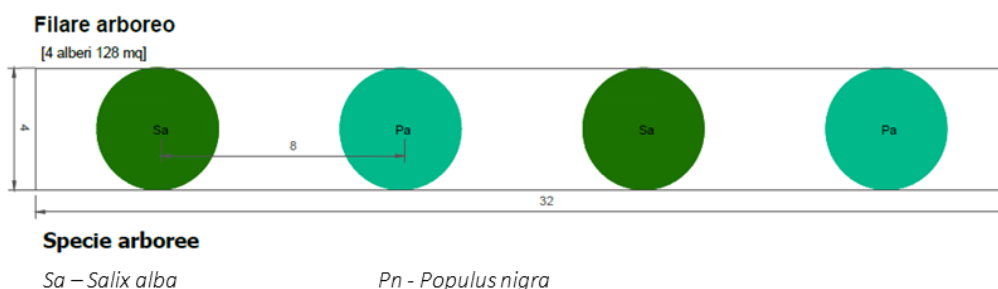 Filare arboreo
[4 alberi 128 mq]
Sa Pa Sa Pa
4
8
32
Specie arboree
Sa – Salix alba Pn - Populus nigra